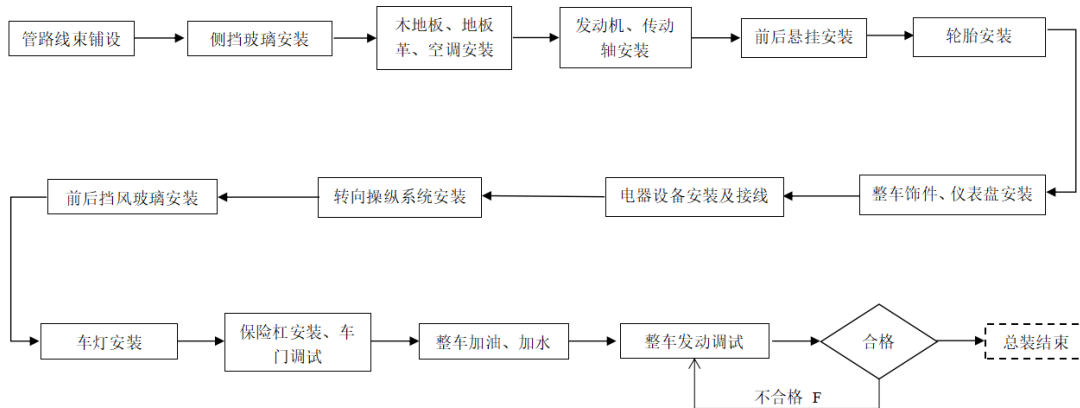 管路线束铺设
侧挡玻璃安装
木地板、地板
革、空调安装
发动机、传动
轴安装
前后悬挂安装
轮胎安装
前后挡风玻璃安装
转向操纵系统安装
电器设备安装及接线
整车饰件、仪表盘安装
车灯安装
保险杠安装、车
门调试
整车加油、加水
整车发动调试
合格
总装结束
不合格 F